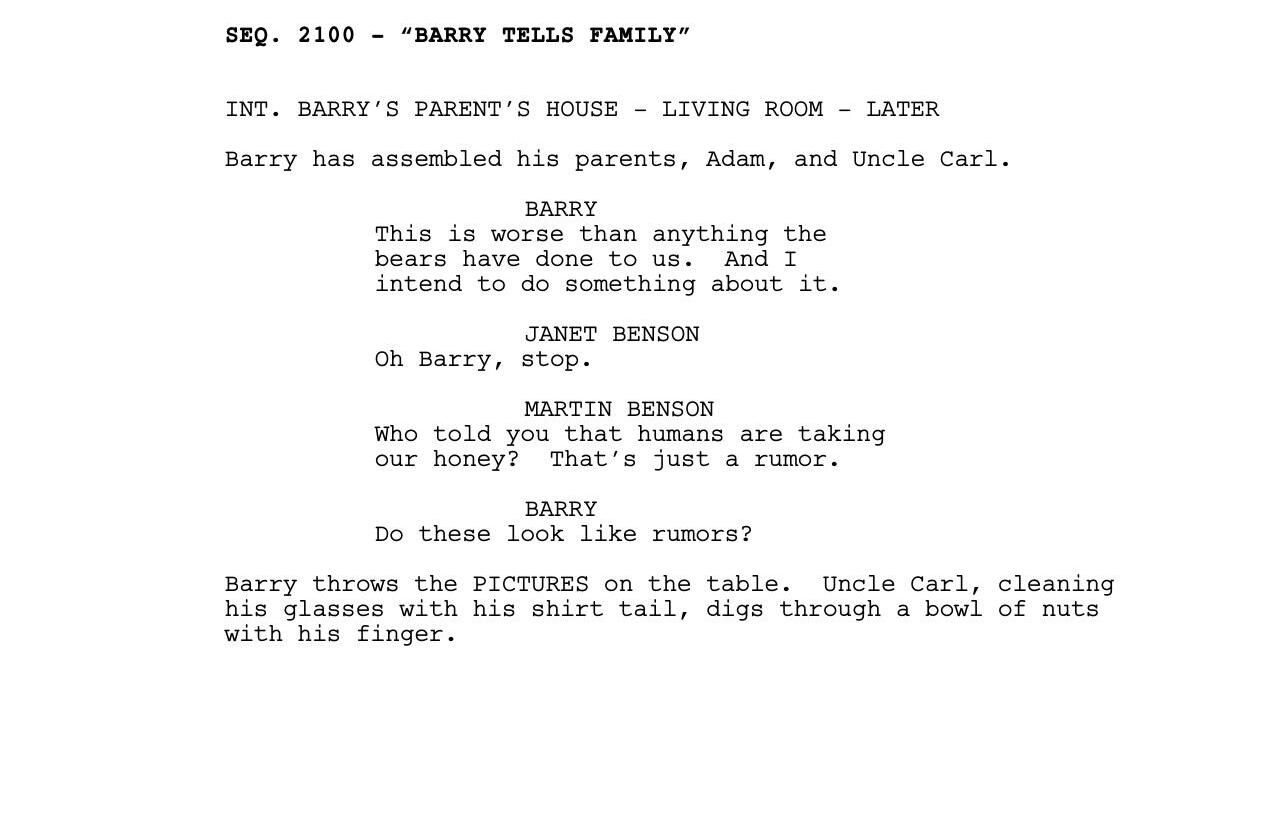 SEQ. 2100 – “BARRY TELLS FAMILY”
INT. BARRY’S PARENT’S HOUSE – LIVING ROOM – LATER
Barry has assembled his parents, Adam, and Uncle Carl.
BARRY
This is worse than anything the
bears have done to us.  And I
intend to do something about it.
JANET BENSON
Oh Barry, stop.
MARTIN BENSON
Who told you that humans are taking
our honey?  That’s just a rumor.
BARRY
Do these look like rumors?
Barry throws the PICTURES on the table.  Uncle Carl, cleaning
his glasses with his shirt tail, digs through a bowl of nuts
with his finger.